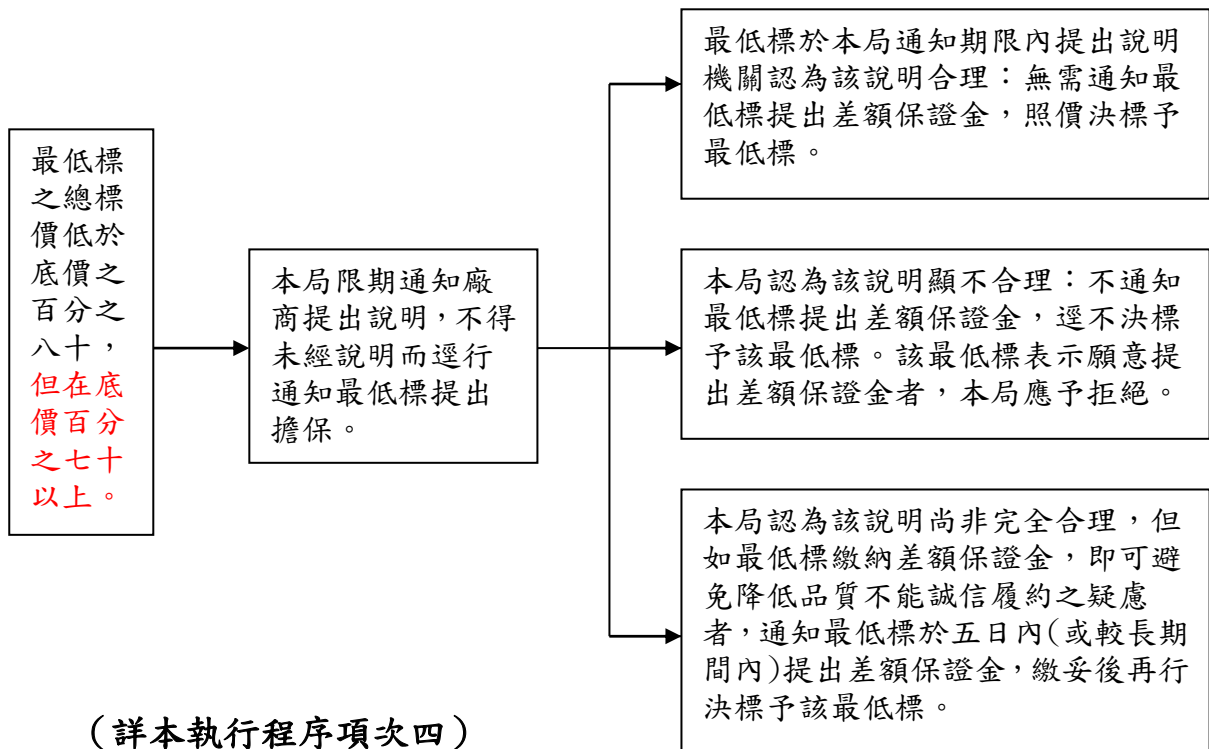 最低標
之總標
價低於
底價之
百分之
八十，
但在底
價百分
之七十
以上。
本局限期通知廠
商提出說明，不得
未經說明而逕行
通知最低標提出
擔保。
最低標於本局通知期限內提出說明
機關認為該說明合理：無需通知最
低標提出差額保證金，照價決標予
最低標。
本局認為該說明顯不合理：不通知
最低標提出差額保證金，逕不決標
予該最低標。該最低標表示願意提
出差額保證金者，本局應予拒絕。
本局認為該說明尚非完全合理，但
如最低標繳納差額保證金，即可避
免降低品質不能誠信履約之疑慮
者，通知最低標於五日內(或較長期
間內)提出差額保證金，繳妥後再行
決標予該最低標。
（詳本執行程序項次四）